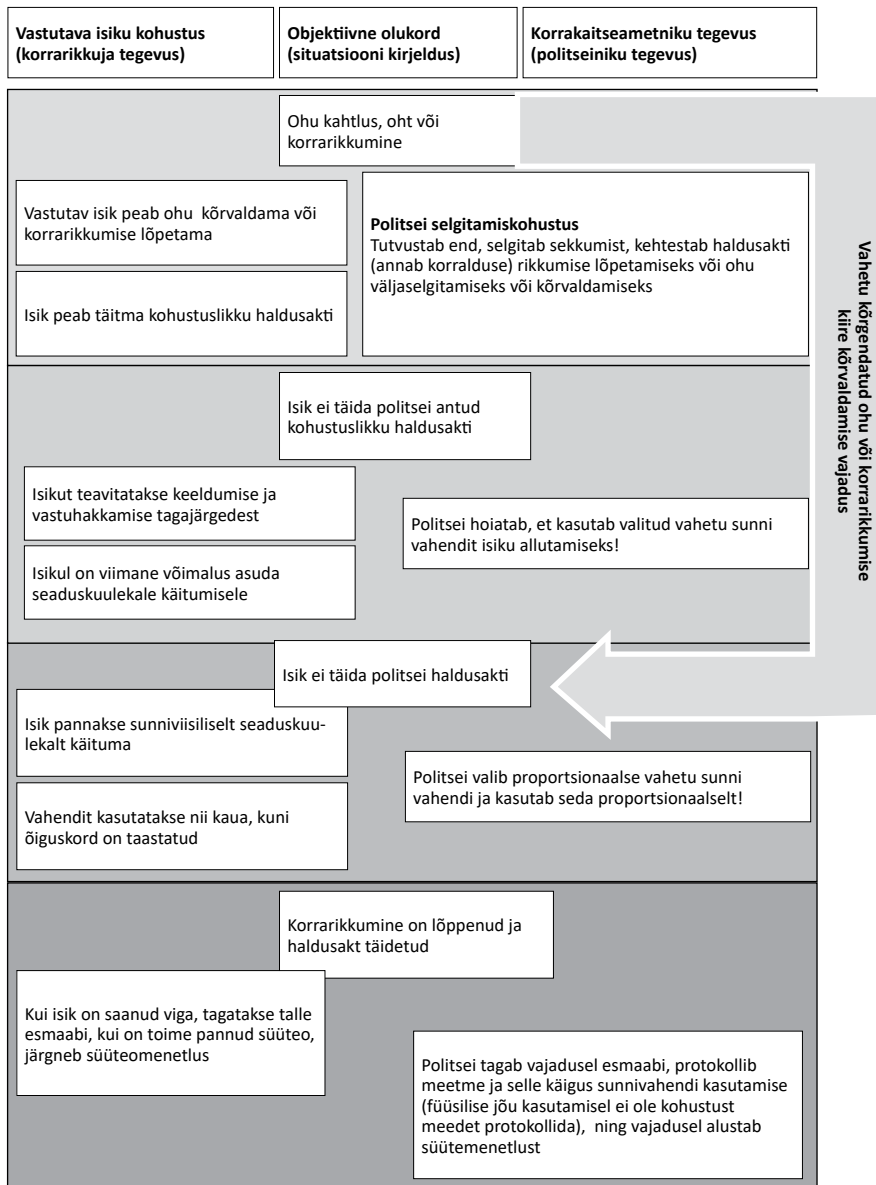 Vastutava isiku kohustus
(korrarikkuja tegevus)
Objektiivne olukord
(situatsiooni kirjeldus)
Korrakaitseametniku tegevus
(politseiniku tegevus)
Ohu kahtlus, oht või
korrarikkumine
Vastutav isik peab ohu kõrvaldama või
korrarikkumise lõpetama
Isik peab täitma kohustuslikku haldusakti
Politsei selgitamiskohustus
Tutvustab end, selgitab sekkumist, kehtestab haldusakti
(annab korralduse) rikkumise lõpetamiseks või ohu
väljaselgitamiseks või kõrvaldamiseks
Vahetu kõrgendatud ohu või korrarikkumise
kiire kõrvaldamise vajadus
Isik ei täida politsei antud
kohustuslikku haldusakti
Isikut teavitatakse keeldumise ja
vastuhakkamise tagajärgedest
Isikul on viimane võimalus asuda
seaduskuulekale käitumisele
Politsei hoiatab, et kasutab valitud vahetu sunni
vahendit isiku allutamiseks!
Isik ei täida politsei haldusakti
Isik pannakse sunniviisiliselt seaduskuu-
lekalt käituma
Vahendit kasutatakse nii kaua, kuni
õiguskord on taastatud
Politsei valib proportsionaalse vahetu sunni
vahendi ja kasutab seda proportsionaalselt!
Korrarikkumine on lõppenud ja
haldusakt täidetud
Kui isik on saanud viga, tagatakse talle
esmaabi, kui on toime pannud süüteo,
järgneb süüteomenetlus
Politsei tagab vajadusel esmaabi, protokollib
meetme ja selle käigus sunnivahendi kasutamise
(füüsilise jõu kasutamisel ei ole kohustust
meedet protokollida), ning vajadusel alustab
süütemenetlust